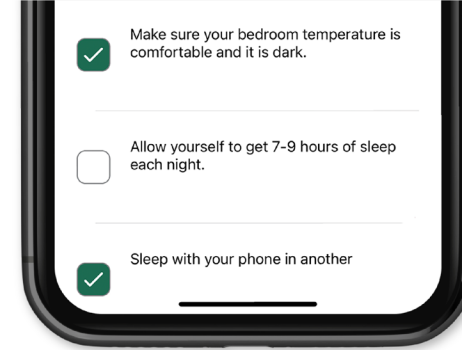 Make sure your bedroom temperature is
comfortable and it is dark.
Allow yourself to get 7-9 hours of sleep
each night.
Sleep with your phone in another